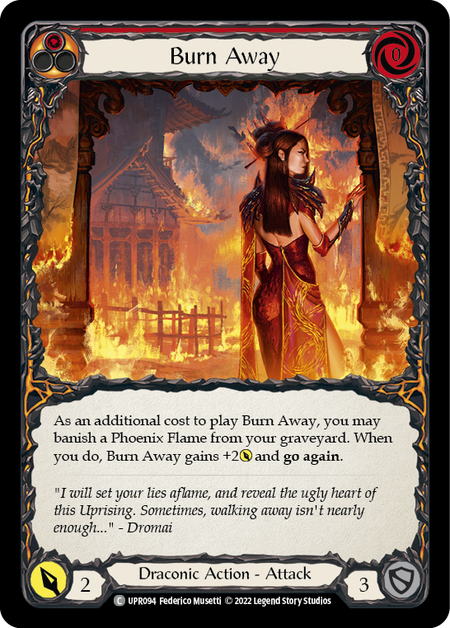 Burn Away
0
As an additional cost to play Burn Away, you may
banish a Phoenix Flame from your graveyard. When
you do, Burn Away gains +2 and go again.
"I will set your lies aflame, and reveal the ugly heart of
this Uprising. Sometimes, walking away isn't nearly
enough..." - Dromai
2
Draconic Action - Attack
3
C UPR094 Federico Musetti © 2022 Legend Story Studios